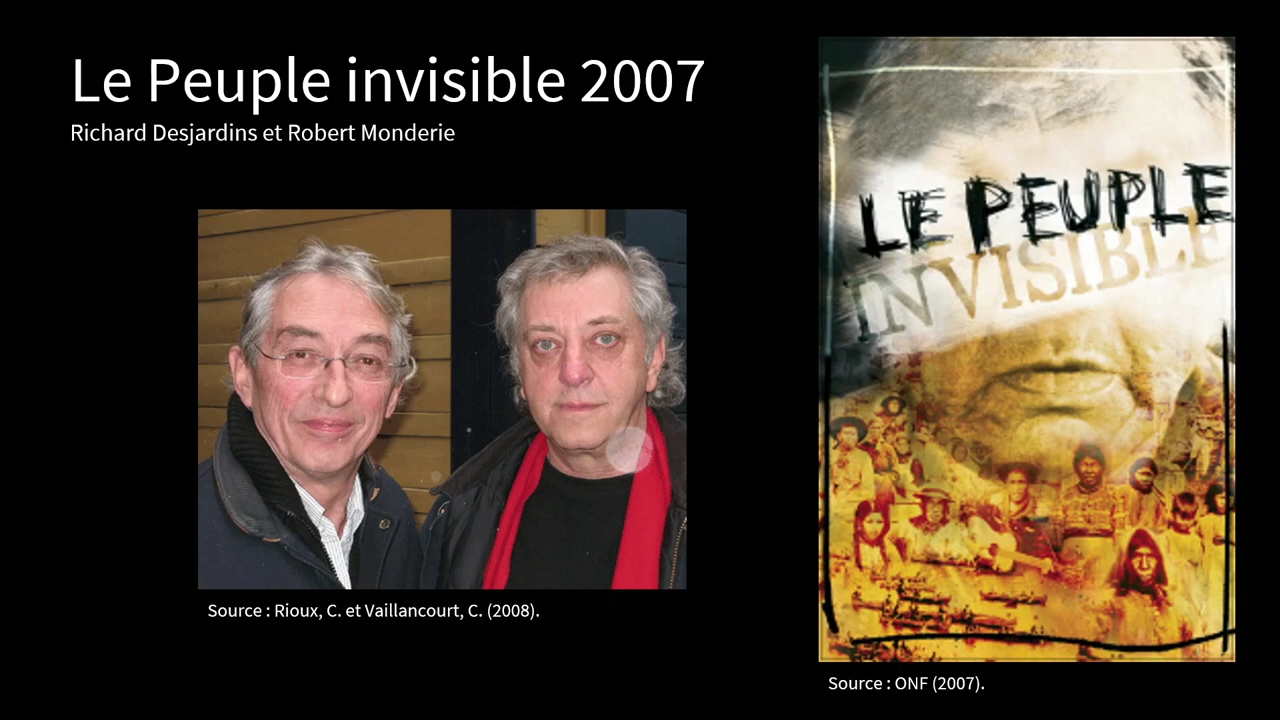 Le Peuple invisible 2007
Richard Desjardins et Robert Monderie
LE PEUPLE
INVISIBLE
Source : Rioux, C. et Vaillancourt, C. (2008).
Source : ONF (2007).